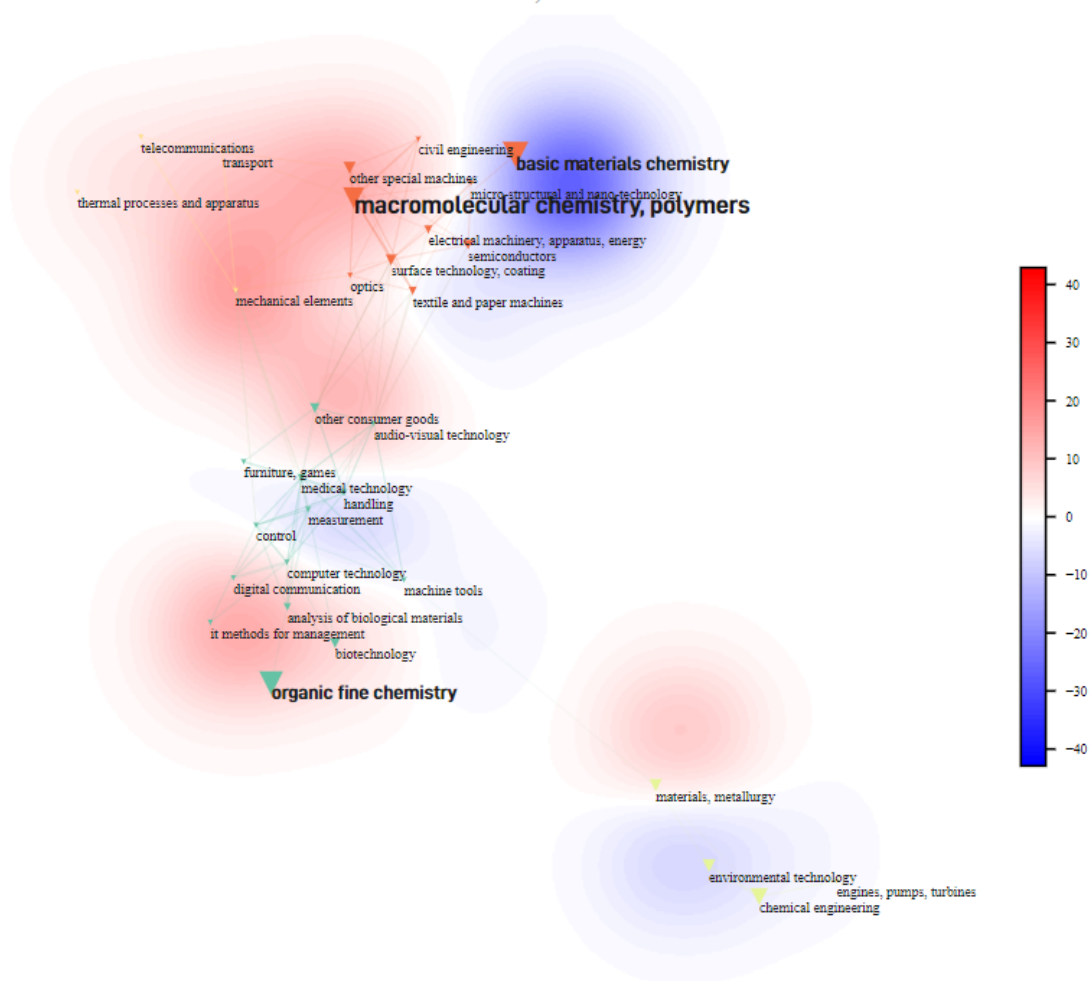 telecommunications
transport
civil engineering
basic materials chemistry
other special machines
micro-structural and nano-technology
thermal processes and apparatus
macromolecular chemistry, polymers
electrical machinery, apparatus, energy
semiconductors
surface technology, coating
optics
mechanical elements
textile and paper machines
other consumer goods
audio-visual technology
furniture, games
medical technology
handling
measurement
control
computer technology
digital communication
machine tools
analysis of biological materials
it methods for management
biotechnology
organic fine chemistry
materials, metallurgy
environmental technology
engines, pumps, turbines
chemical engineering
40
30
20
10
0
−10
−20
−30
−40